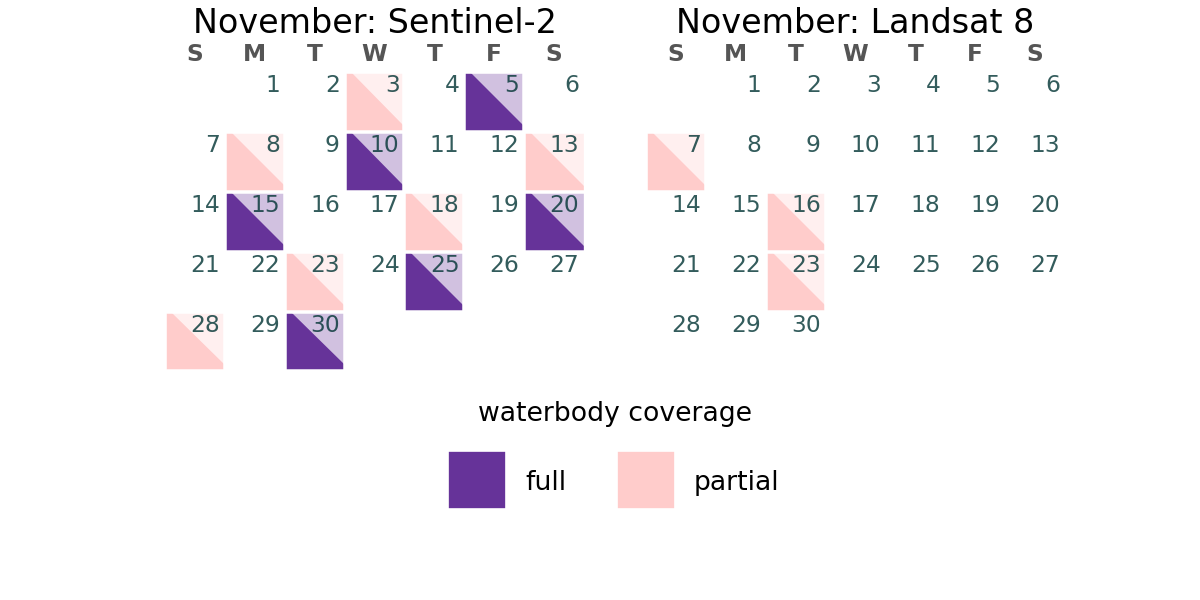 November: Sentinel-2
S M T W T F S
1 2 3 4 5 6
7 8 9 10 11 12 13
14 15 16 17 18 19 20
21 22 23 24 25 26 27
28 29 30
November: Landsat 8
S M T W T F S
1 2 3 4 5 6
7 8 9 10 11 12 13
14 15 16 17 18 19 20
21 22 23 24 25 26 27
28 29 30
waterbody coverage
full
partial